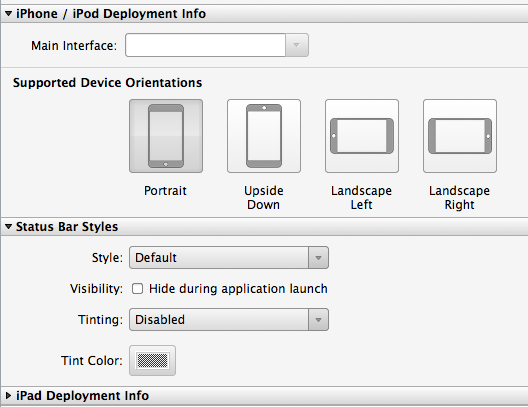 iPhone / iPod Deployment Info
Main Interface:
Supported Device Orientations
Portrait
Upside
Down
Landscape
Left
Landscape
Right
Status Bar Styles
Style: Default
Visibility: Hide during application launch
Tinting: Disabled
Tint Color:
iPad Deployment Info